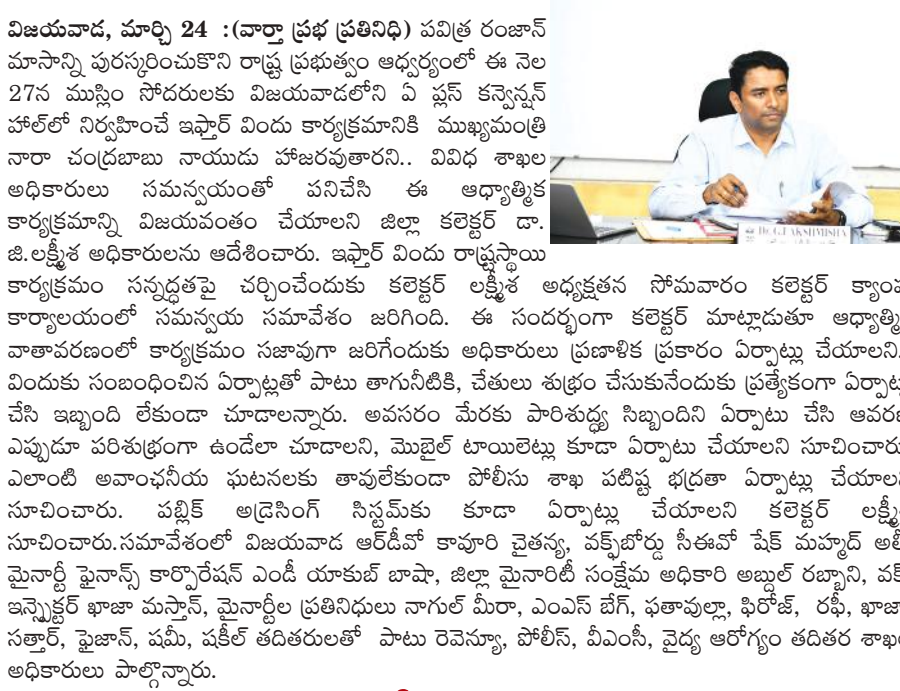 విజయవాడ, మార్చి 24 :(వార్తా ప్రభ ప్రతినిధి) పవిత్ర రంజాన్
మాసాన్ని పురస్కరించుకొని రాష్ట్ర ప్రభుత్వం ఆధ్వర్యంలో ఈ నెల
27న ముస్లిం సోదరులకు విజయవాడలోని ఏ ప్లస్ కన్వెన్షన్
హాల్‌లో నిర్వహించే ఇఫ్తార్ విందు కార్యక్రమానికి ముఖ్యమంత్రి
నారా చంద్రబాబు నాయుడు హాజరవుతారని.. వివిధ శాఖల
అధికారులు సమన్వయంతో పనిచేసి ఈ ఆధ్యాత్మిక
కార్యక్రమాన్ని విజయవంతం చేయాలని జిల్లా కలెక్టర్ డా.
జి.లక్ష్మీశ అధికారులను ఆదేశించారు. ఇఫ్తార్ విందు రాష్ట్రస్థాయి
కార్యక్రమం సన్నద్ధతపై చర్చించేందుకు కలెక్టర్ లక్ష్మీశ అధ్యక్షతన సోమవారం కలెక్టర్
కార్యాలయంలో సమన్వయ సమావేశం జరిగింది. ఈ సందర్భంగా కలెక్టర్ మాట్లాడుతూ
వాతావరణంలో కార్యక్రమం సజావుగా జరిగేందుకు అధికారులు ప్రణాళిక ప్రకారం ఏర్పాట్లు చేయాలని.
విందుకు సంబంధించిన ఏర్పాట్లతో పాటు తాగునీటికి, చేతులు శుభ్రం చేసుకునేందుకు ప్రత్యేకంగా
చేసి ఇబ్బంది లేకుండా చూడాలన్నారు. అవసరం మేరకు పారిశుద్ధ్య సిబ్బందిని ఏర్పాటు చేసి
ఎప్పుడూ పరిశుభ్రంగా ఉండేలా చూడాలని, మొబైల్ టాయిలెట్లు కూడా ఏర్పాటు చేయాలని సూచించారు
ఎలాంటి అవాంఛనీయ ఘటనలకు తావులేకుండా పోలీసు శాఖ పటిష్ట భద్రతా ఏర్పాట్లు
సూచించారు. పబ్లిక్ అడ్రెసింగ్ సిస్టమ్‌కు కూడా ఏర్పాట్లు చేయాలని కలెక్టర్
సూచించారు.సమావేశంలో విజయవాడ ఆర్‌డీవో కావూరి చైతన్య, వక్ఫ్‌బోర్డు సీఈవో షేక్ మహ్మద్
మైనార్టీ ఫైనాన్స్ కార్పొరేషన్ ఎండీ యాకుబ్ బాషా, జిల్లా మైనారిటీ సంక్షేమ అధికారి అబ్దుల్ రబ్బాని,
ఇన్స్పెక్టర్ ఖాజా మస్తాన్, మైనార్టీల ప్రతినిధులు నాగుల్ మీరా, ఎంఎస్ బేగ్, ఫతావుల్లా, ఫిరోజ్, రఫీ, ఖాజా
సత్తార్, ఫైజాన్, షమీ, షకీల్ తదితరులతో పాటు రెవెన్యూ, పోలీస్, వీఎంసీ, వైద్య ఆరోగ్యం తదితర
అధికారులు పాల్గొన్నారు.